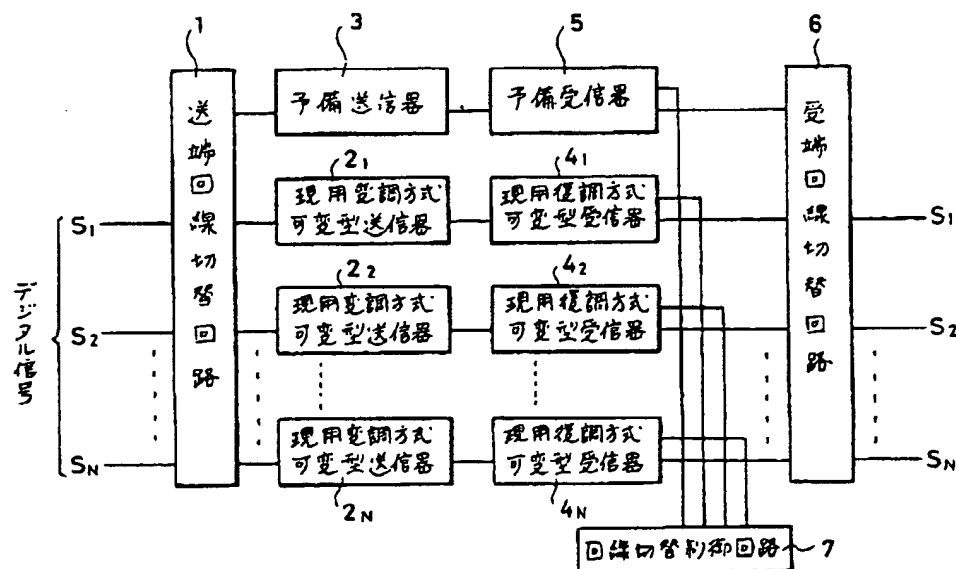 1
3
5
6
送端回線切替回路
予備送信器
予備受信器
受端回線切替回路
2₁
4₁
現用変調方式
可変型送信器
現用復調方式
可変型受信器
S₁
S₁
2₂
4₂
現用変調方式
可変型送信器
現用復調方式
可変型受信器
デジタル信号
S₂
S₂
現用変調方式
可変型送信器
現用復調方式
可変型受信器
S_N
S_N
2_N
4_N
回線切替制御回路
7